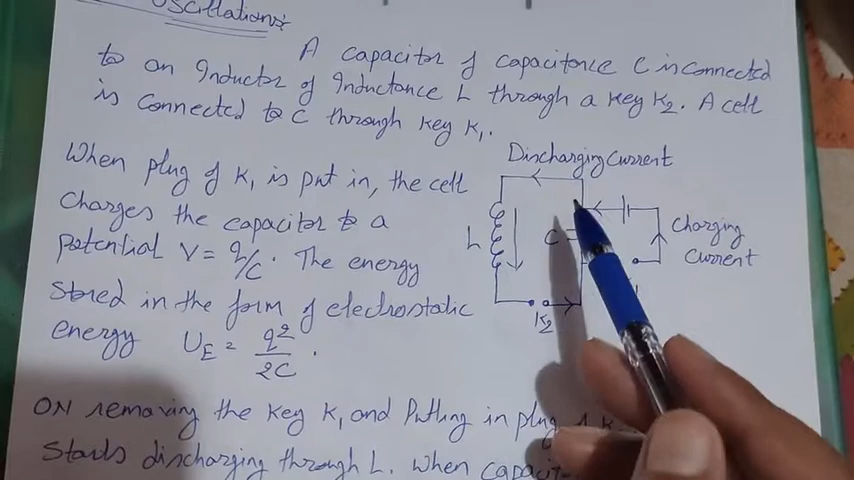 Oscillations:
A capacitor of capacitance C is connected
to an Inductor of Inductance L through a Key K2. A cell
is connected to C through key K1.
Discharging Current
When plug of K1 is put in, the cell
charges the capacitor to a
potential V = q/C. The energy
stored in the form of electrostatic
energy UE = q²/2C.
L
C
Charging
Current
K2
ON removing the key K1 and Putting in plug of K
Starts discharging through L. When capaci